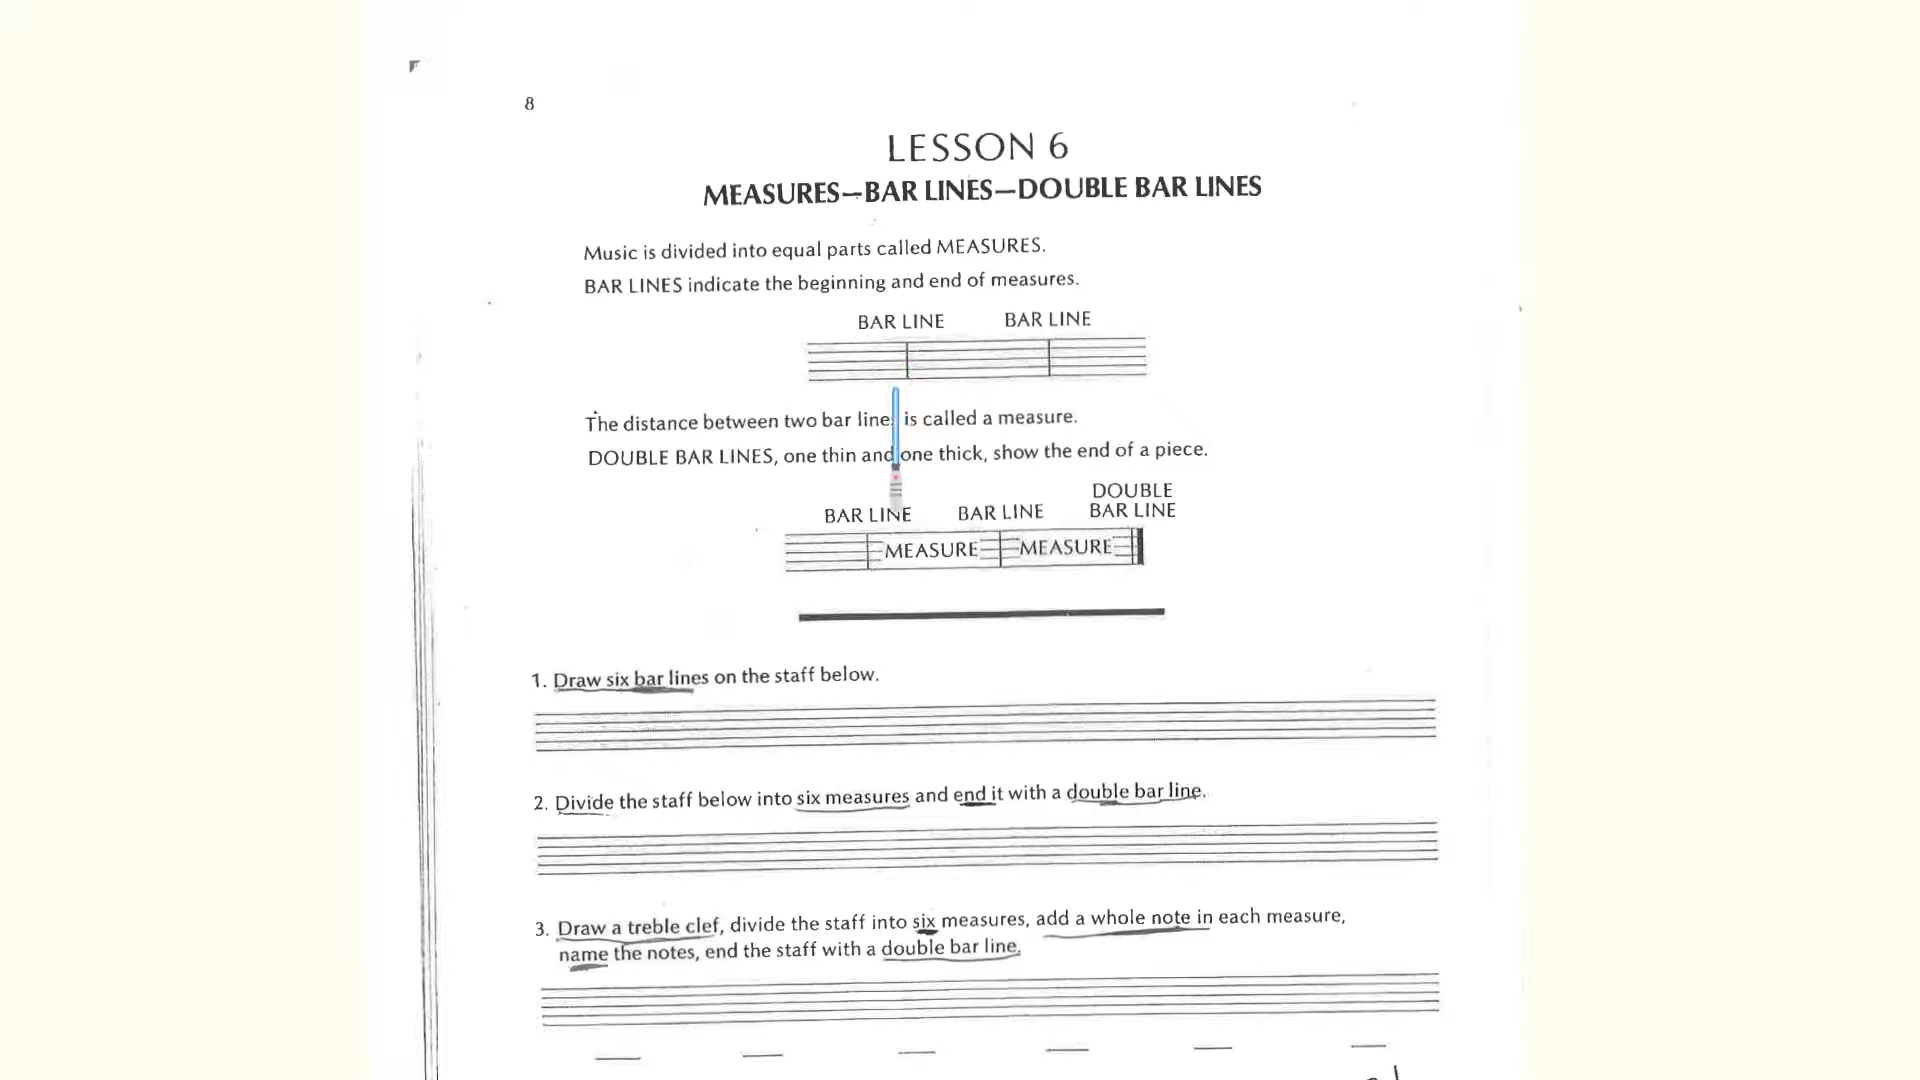 8
LESSON 6
MEASURES—BAR LINES—DOUBLE BAR LINES
Music is divided into equal parts called MEASURES.
BAR LINES indicate the beginning and end of measures.
BAR LINE BAR LINE
The distance between two bar lines is called a measure.
DOUBLE BAR LINES, one thin and one thick, show the end of a piece.
DOUBLE
BAR LINE BAR LINE BAR LINE
MEASURE MEASURE
1. Draw six bar lines on the staff below.
2. Divide the staff below into six measures and end it with a double bar line.
3. Draw a treble clef, divide the staff into six measures, add a whole note in each measure,
name the notes, end the staff with a double bar line.